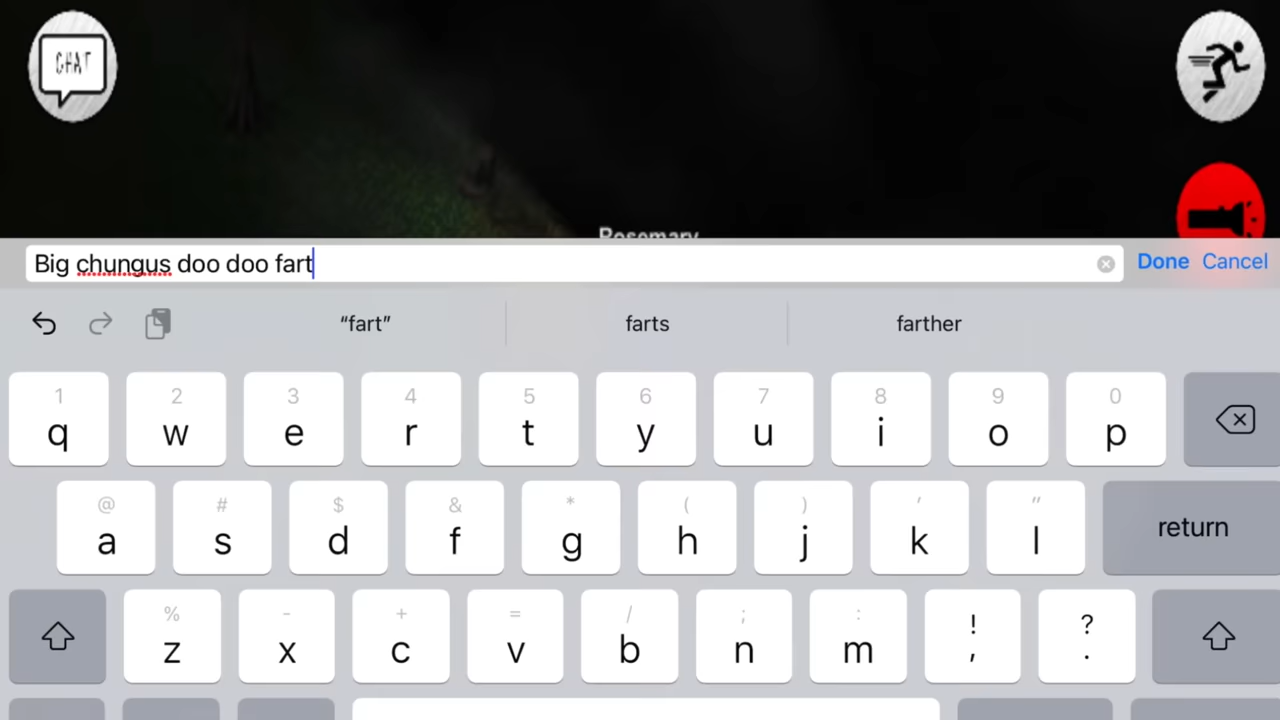 CHAT
Rosemary
Big chungus doo doo fart
Done Cancel
“fart” farts farther
1 2 3 4 5 6 7 8 9 0
q w e r t y u i o p
@ # $ & * ( ) ' "
a s d f g h j k l return
% - + = / ; : ! ?
z x c v b n m , .